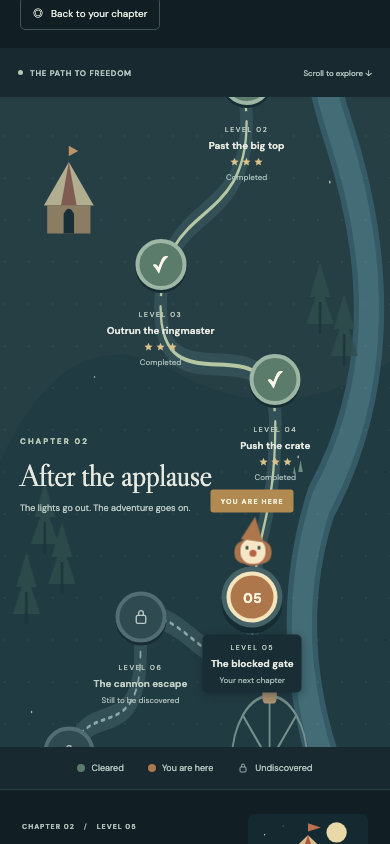 Back to your chapter
THE PATH TO FREEDOM
Scroll to explore ↓
LEVEL 02
Past the big top
Completed
LEVEL 03
Outrun the ringmaster
Completed
LEVEL 04
Push the crate
Completed
CHAPTER 02
After the applause
The lights go out. The adventure goes on.
YOU ARE HERE
05
LEVEL 05
The blocked gate
Your next chapter
LEVEL 06
The cannon escape
Still to be discovered
Cleared
You are here
Undiscovered
CHAPTER 02 / LEVEL 05